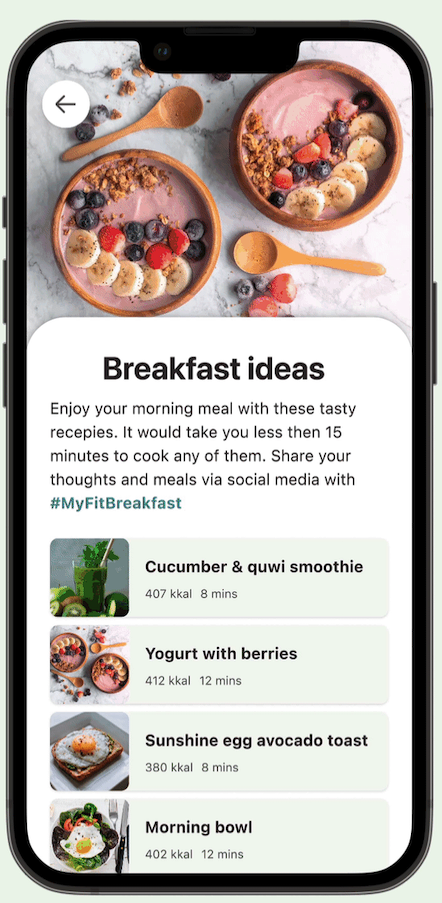 Breakfast ideas
Enjoy your morning meal with these tasty
recepies. It would take you less then 15
minutes to cook any of them. Share your
thoughts and meals via social media with
#MyFitBreakfast
Cucumber & quwi smoothie
407 kkal 8 mins
Yogurt with berries
412 kkal 12 mins
Sunshine egg avocado toast
380 kkal 8 mins
Morning bowl
402 kkal 12 mins